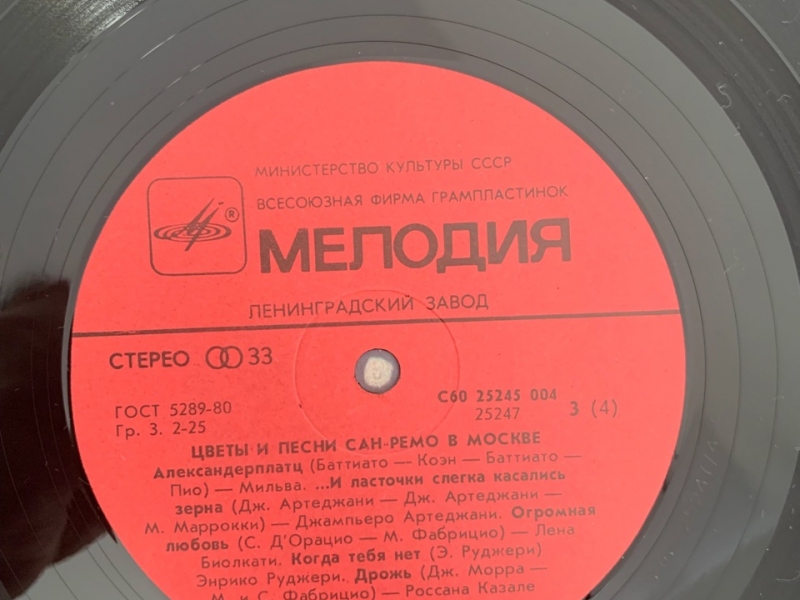 МИНИСТЕРСТВО КУЛЬТУРЫ СССР
ВСЕСОЮЗНАЯ ФИРМА ГРАМПЛАСТИНОК
®
МЕЛОДИЯ
ЛЕНИНГРАДСКИЙ ЗАВОД
СТЕРЕО 33
ГОСТ 5289-80
Гр. 3. 2-25
С60 25245 004
25247 3 (4)
ЦВЕТЫ И ПЕСНИ САН-РЕМО В МОСКВЕ
Александерплатц (Баттиато — Коэн — Баттиато —
Пио) — Мильва. ...И ласточки слегка касались
зерна (Дж. Артеджани — Дж. Артеджани —
М. Маррокки) — Джампьеро Артеджани. Огромная
любовь (С. Д'Орацио — М. Фабрицио) — Лена
Биолкати. Когда тебя нет (Э. Руджери)
Энрико Руджери. Дрожь (Дж. Морра —
М. и С. Фабрицио) — Россана Казале